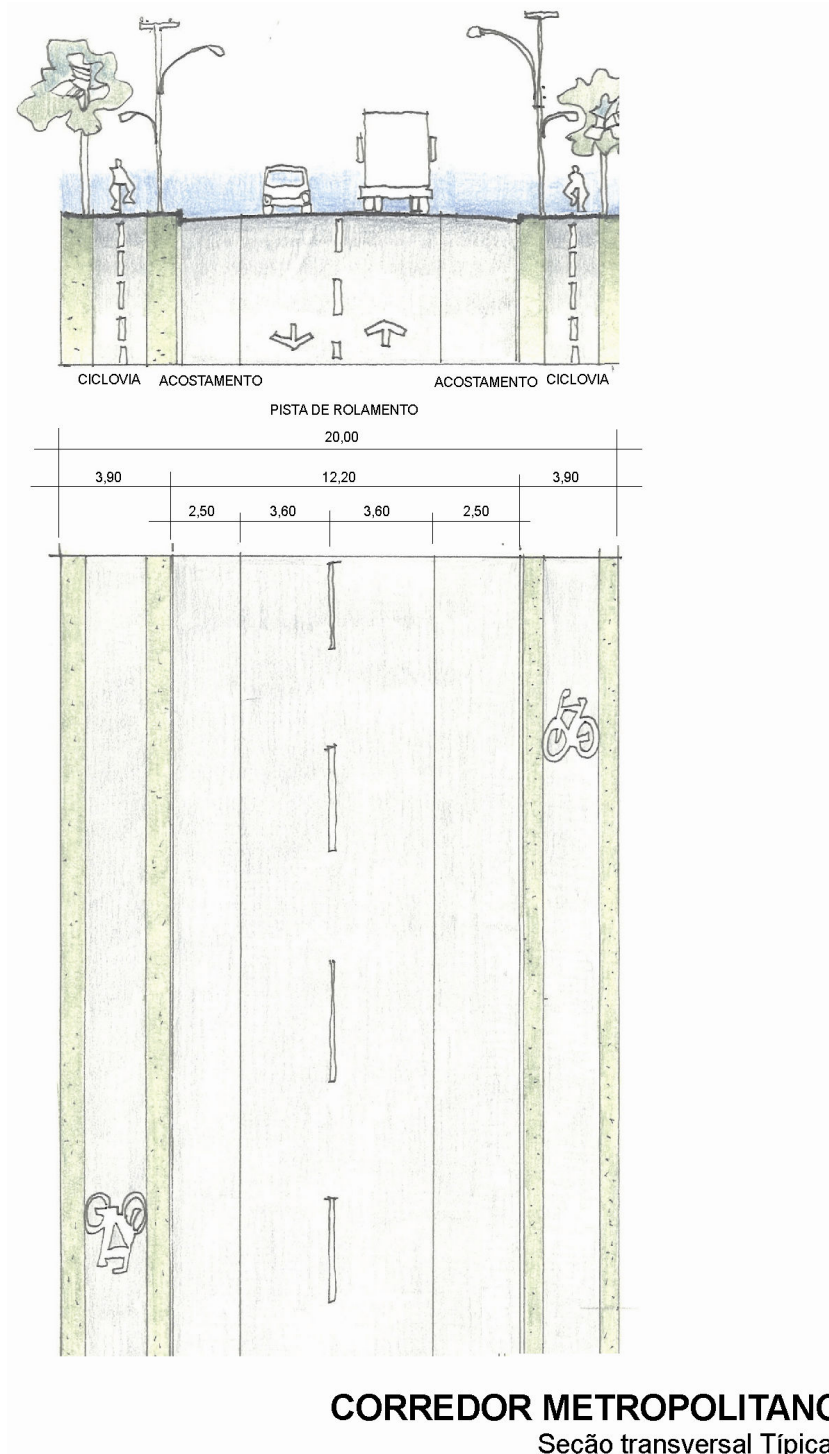 CICLOVIA ACOSTAMENTO ACOSTAMENTO CICLOVIA
PISTA DE ROLAMENTO
20,00
3,90 12,20 3,90
2,50 3,60 3,60 2,50
CORREDOR METROPOLITANO
Seção transversal Típica